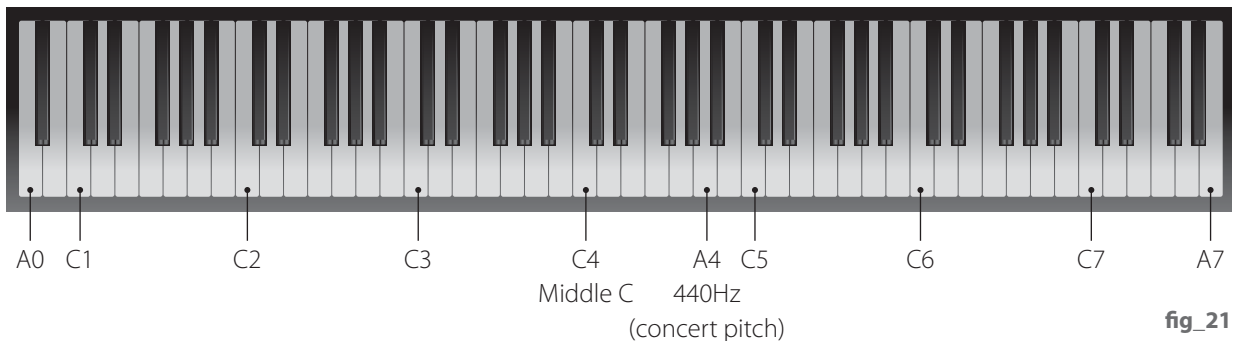 A0 C1 C2 C3 C4 A4 C5 C6 C7 A7
Middle C 440Hz
(concert pitch)
fig_21